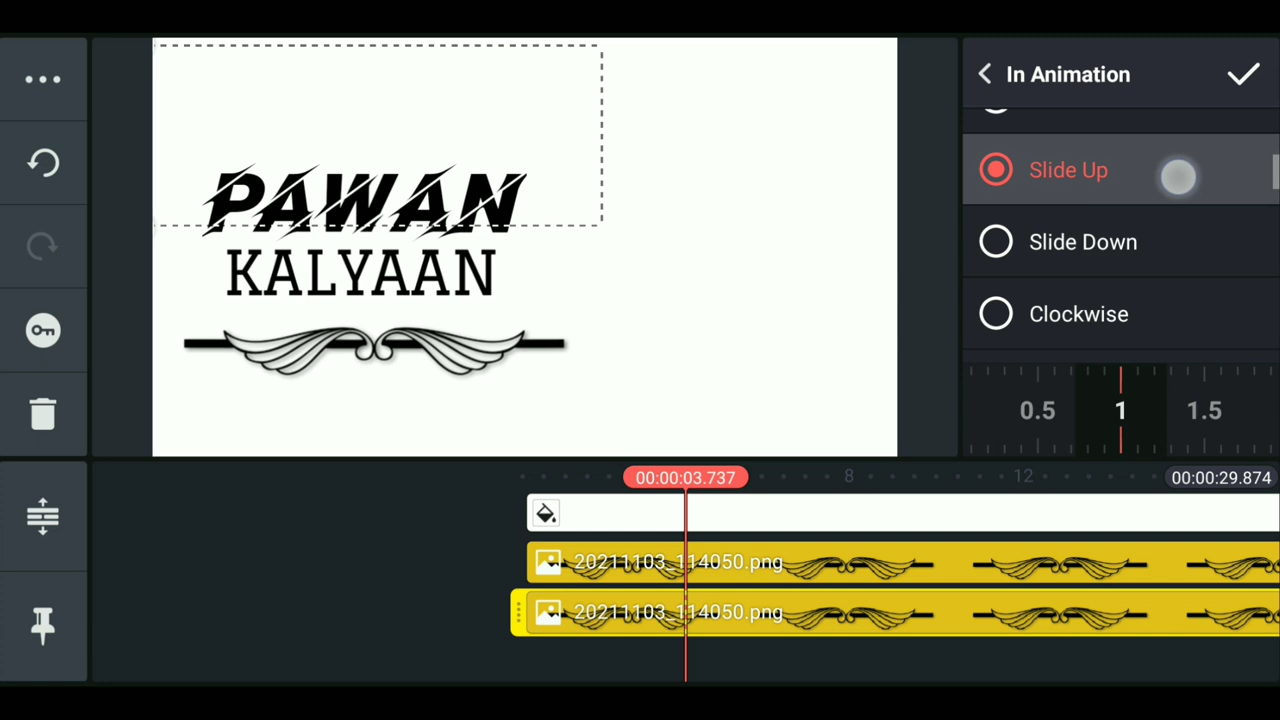 In Animation
PAWAN
KALYAAN
Slide Up
Slide Down
Clockwise
0.5 1 1.5
00:00:03.737 8 12 00:00:29.874
20211103_114050.png
20211103_114050.png